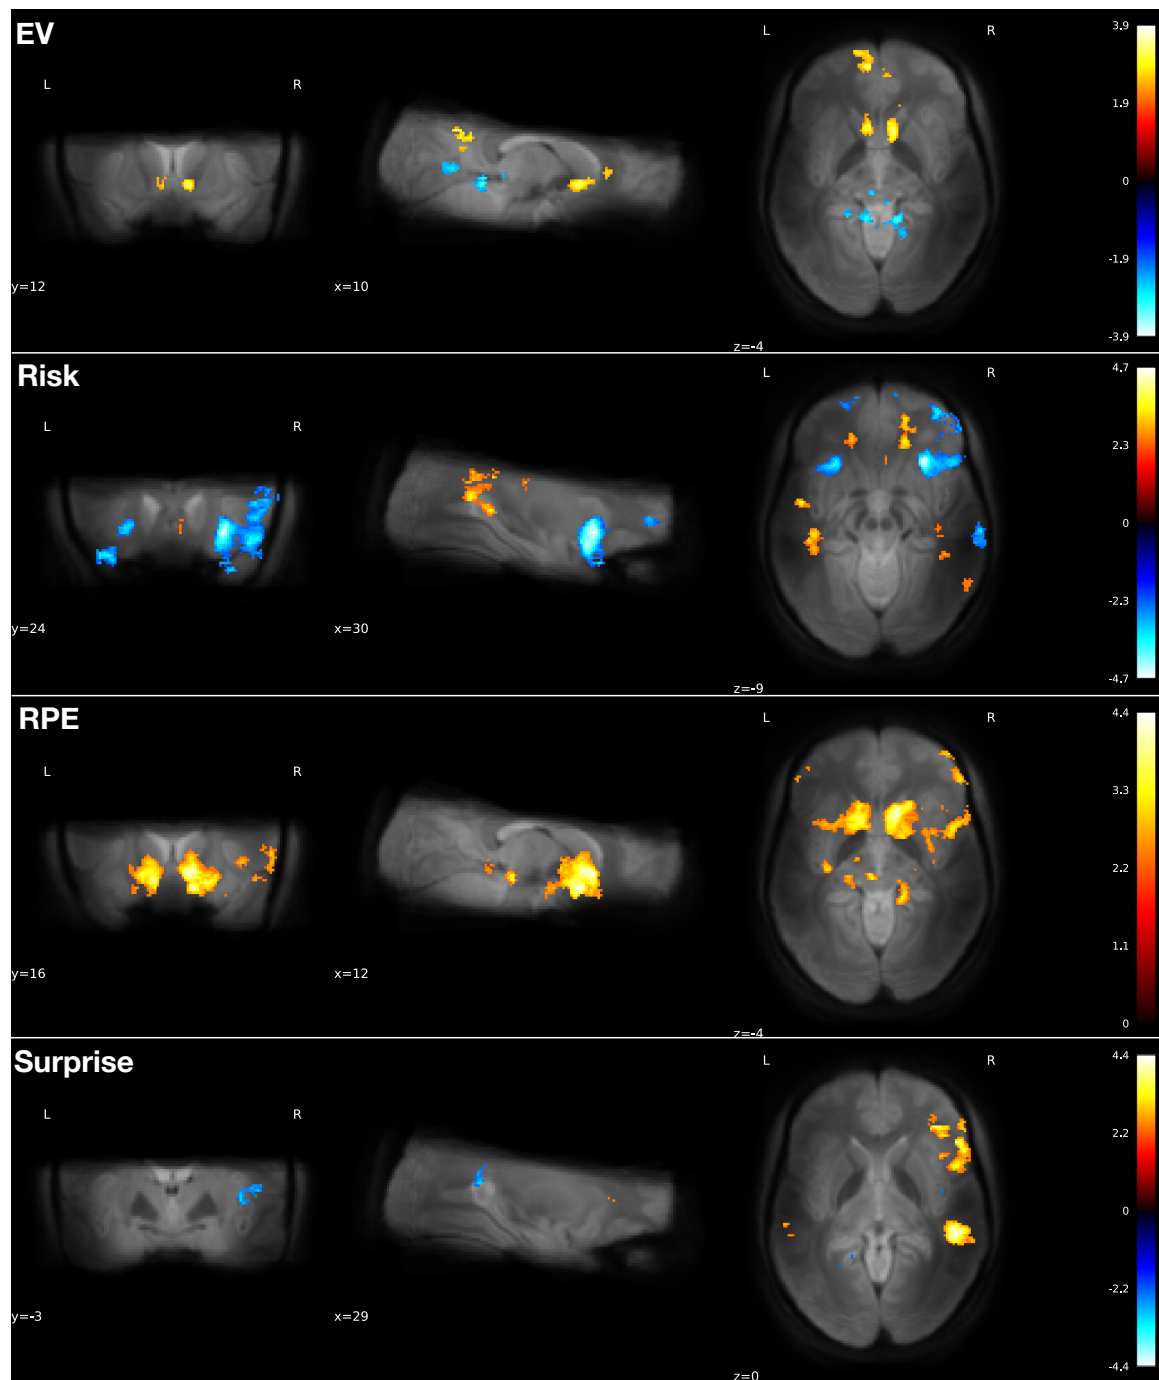 EV
L R L R
y=12 x=10 z=-4
3.9
1.9
0
-1.9
-3.9
Risk
L R L R
y=24 x=30 z=-9
4.7
2.3
0
-2.3
-4.7
RPE
L R L R
y=16 x=12 z=-4
4.4
3.3
2.2
1.1
0
Surprise
L R L R
y=-3 x=29 z=0
4.4
2.2
0
-2.2
-4.4